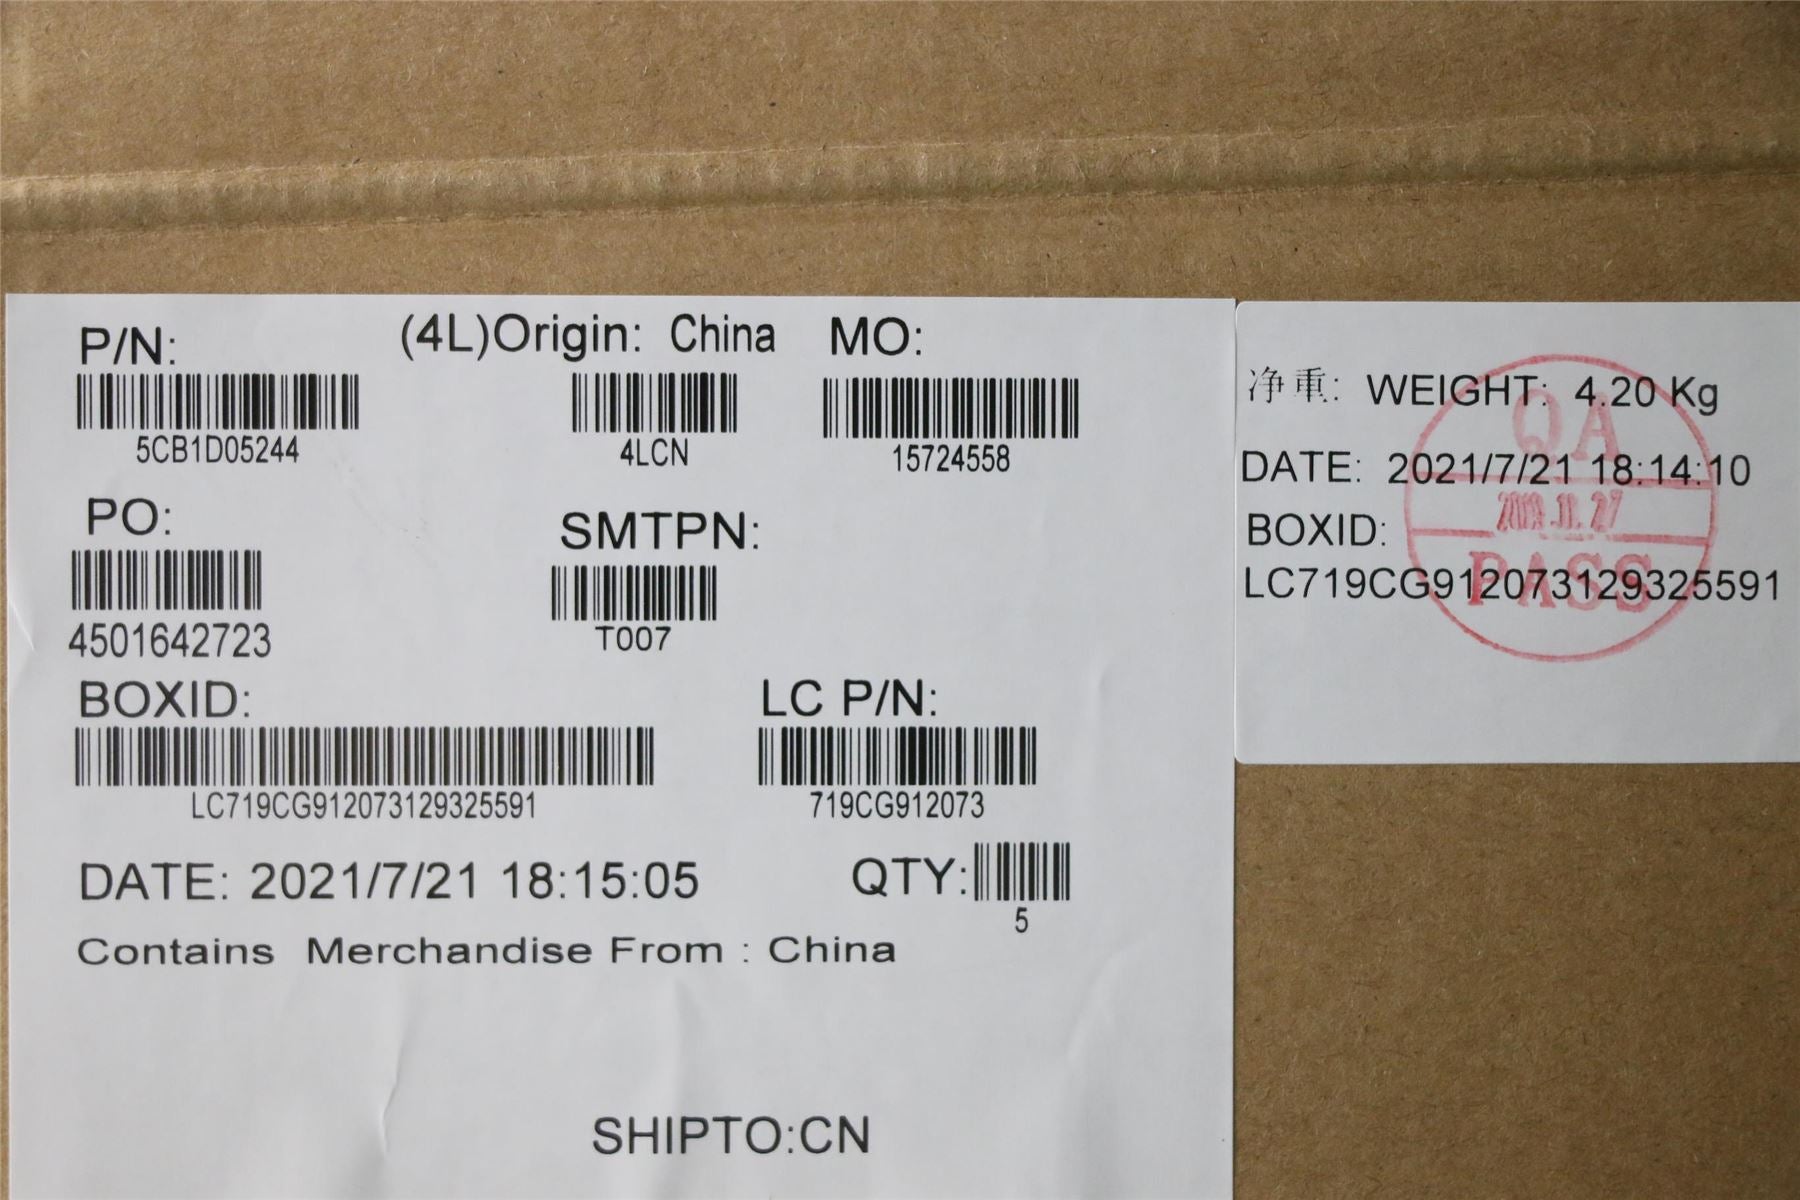 P/N: (4L)Origin: China MO:
5CB1D05244 4LCN 15724558
PO: SMTPN:
4501642723 T007
BOXID: LC P/N:
LC719CG912073129325591 719CG912073
DATE: 2021/7/21 18:15:05 QTY:
5
Contains Merchandise From : China
SHIPTO:CN
净重: WEIGHT: 4.20 Kg
DATE: 2021/7/21 18:14:10
BOXID:
LC719CG912073129325591
QA
PASS